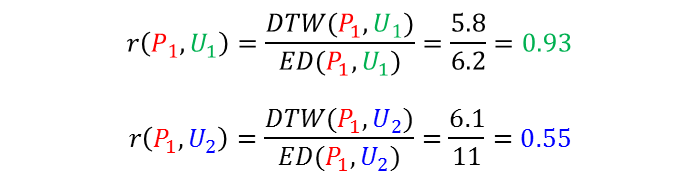 r(P₁, U₁) = DTW(P₁, U₁) / ED(P₁, U₁) = 5.8 / 6.2 = 0.93
r(P₁, U₂) = DTW(P₁, U₂) / ED(P₁, U₂) = 6.1 / 11 = 0.55